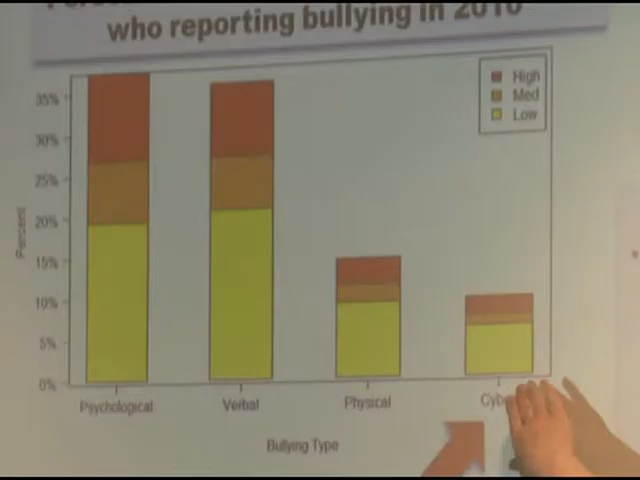 who reporting bullying in 2010
High
Med
Low
35%
30%
25%
20%
15%
10%
5%
0%
Percent
Psychological Verbal Physical
Bullying Type